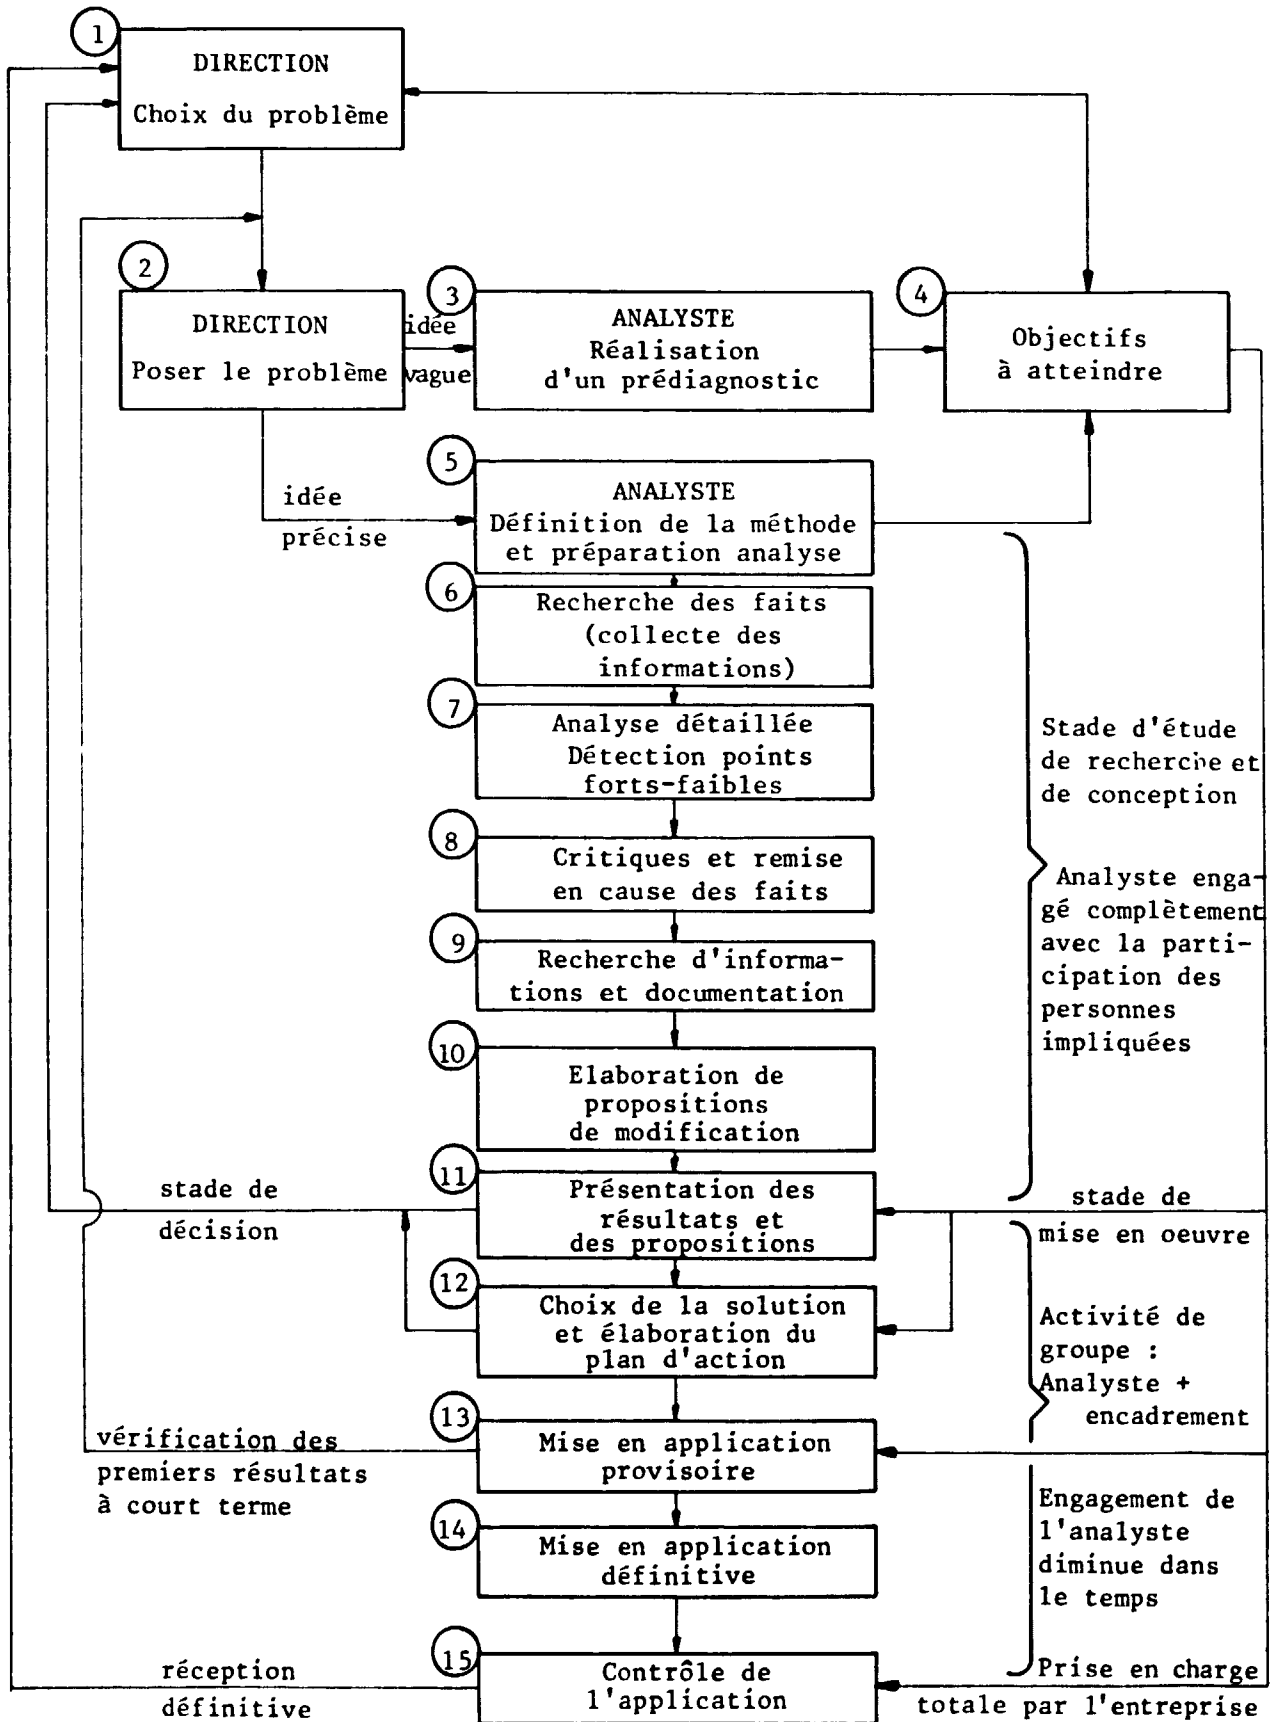 1
DIRECTION
Choix du problème
2
DIRECTION
Poser le problème
idée
vague
3
ANALYSTE
Réalisation
d'un prédiagnostic
4
Objectifs
à atteindre
idée
précise
5
ANALYSTE
Définition de la méthode
et préparation analyse
6
Recherche des faits
(collecte des
informations)
7
Analyse détaillée
Détection points
forts-faibles
8
Critiques et remise
en cause des faits
9
Recherche d'informa-
tions et documentation
10
Elaboration de
propositions
de modification
Stade d'étude
de recherche et
de conception
Analyste enga-
gé complètement
avec la parti-
cipation des
personnes
impliquées
11
Présentation des
résultats et
des propositions
stade de
décision
stade de
mise en oeuvre
12
Choix de la solution
et élaboration du
plan d'action
Activité de
groupe :
Analyste +
encadrement
13
Mise en application
provisoire
vérification des
premiers résultats
à court terme
14
Mise en application
définitive
Engagement de
l'analyste
diminue dans
le temps
15
Contrôle de
l'application
réception
définitive
Prise en charge
totale par l'entreprise